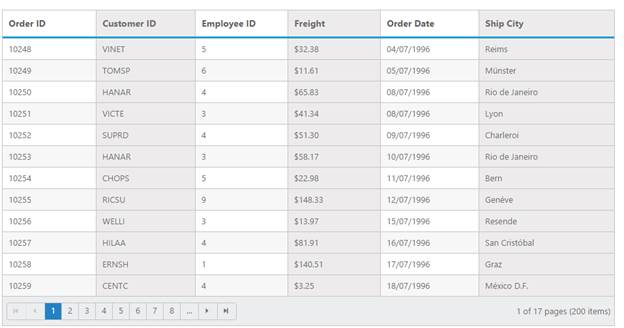 Order ID Customer ID Employee ID Freight Order Date Ship City
10248 VINET 5 $32.38 04/07/1996 Reims
10249 TOMSP 6 $11.61 05/07/1996 Münster
10250 HANAR 4 $65.83 08/07/1996 Rio de Janeiro
10251 VICTE 3 $41.34 08/07/1996 Lyon
10252 SUPRD 4 $51.30 09/07/1996 Charleroi
10253 HANAR 3 $58.17 10/07/1996 Rio de Janeiro
10254 CHOPS 5 $22.98 11/07/1996 Bern
10255 RICSU 9 $148.33 12/07/1996 Genève
10256 WELLI 3 $13.97 15/07/1996 Resende
10257 HILAA 4 $81.91 16/07/1996 San Cristóbal
10258 ERNSH 1 $140.51 17/07/1996 Graz
10259 CENTC 4 $3.25 18/07/1996 México D.F.
1 2 3 4 5 6 7 8 ... 1 of 17 pages (200 items)